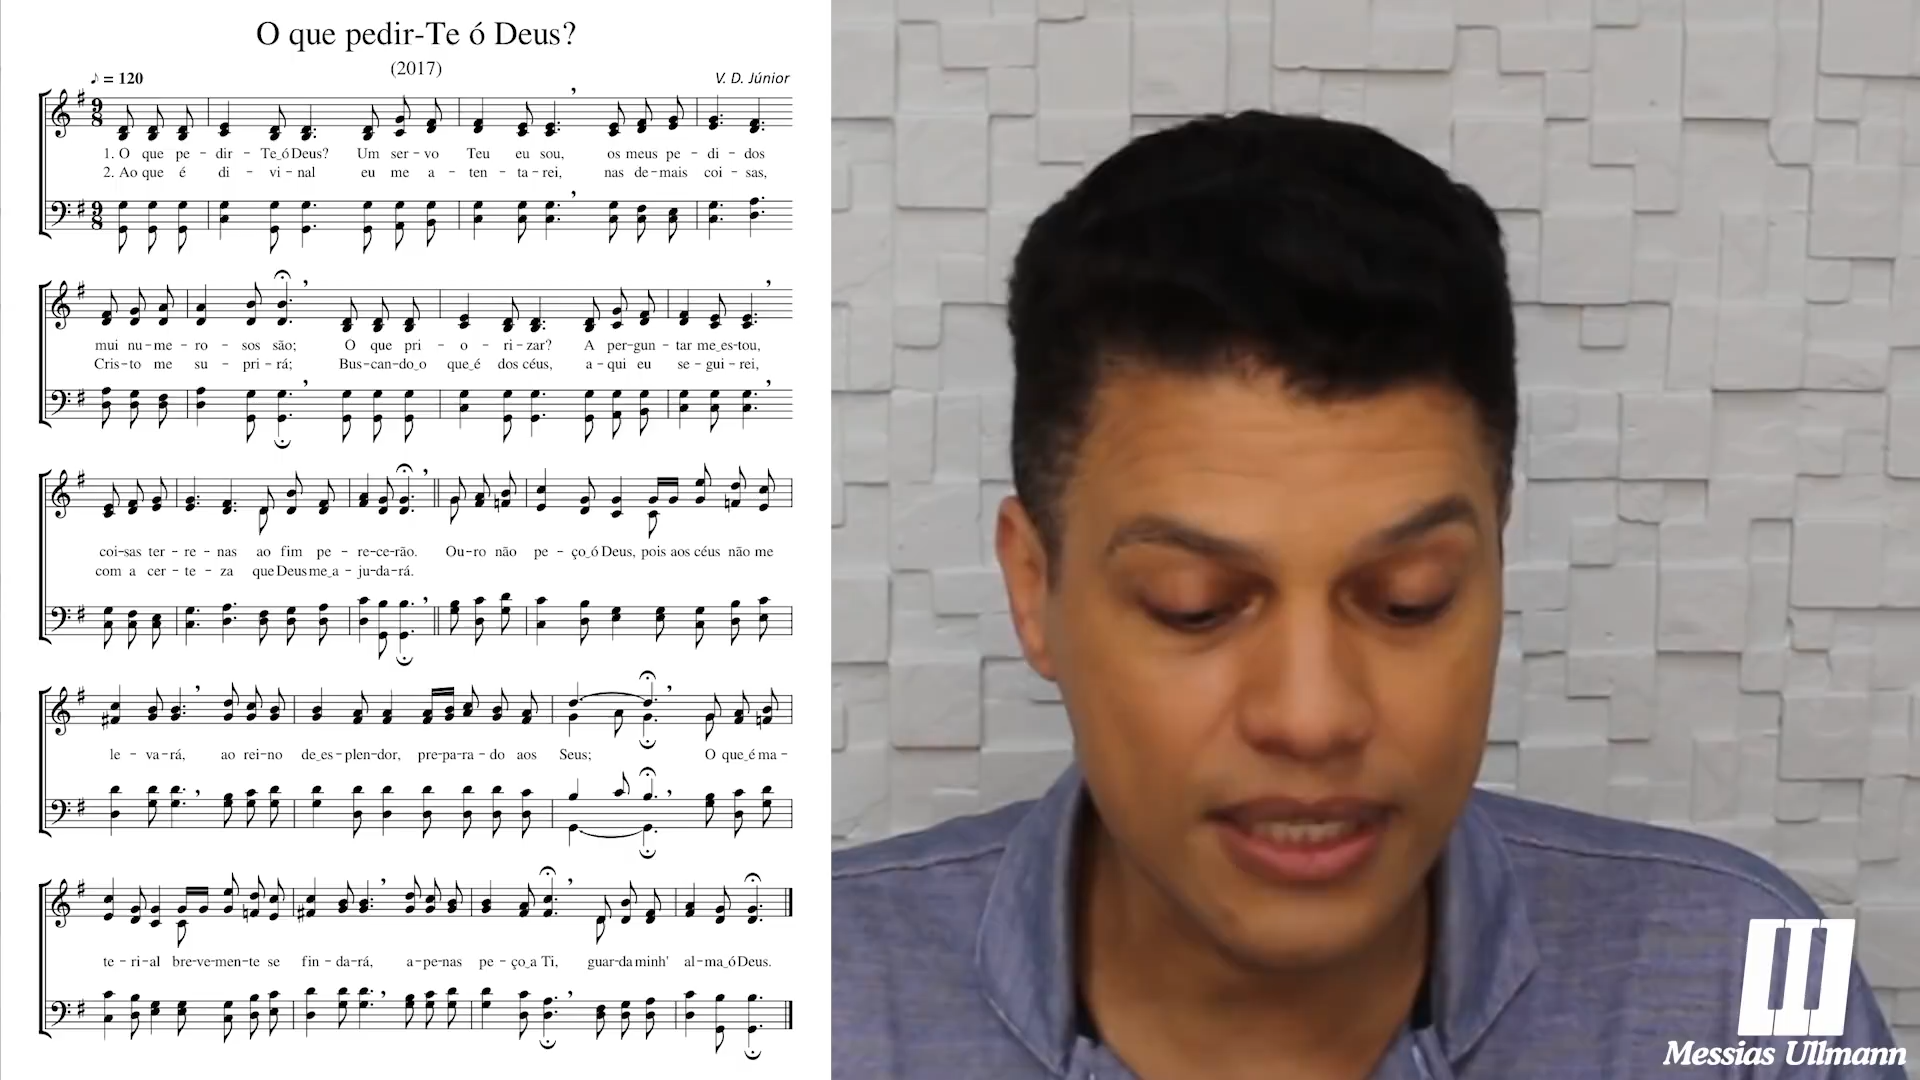 O que pedir-Te ó Deus?
(2017)
♪ = 120
V. D. Júnior
1. O que pe - dir - Te ó Deus? Um ser - vo Teu eu sou, os meus pe - di - dos
2. Ao que é di - vi - nal eu me a - ten - ta - rei, nas de - mais coi - sas,
mui nu - me - ro - sos são; O que pri - o - ri - zar? A per - gun - tar me estou,
Cris - to me su - pri - rá; Bus - can - do o que é dos céus, a - qui eu se - gui - rei,
coi - sas ter - re - nas ao fim pe - re - ce - rão. Ou - ro não pe - ço ó Deus, pois aos céus não me
com a cer - te - za que Deus me a - ju - da - rá.
le - va - rá, ao rei - no de es - plen - dor, pre - pa - ra - do aos Seus; O que é ma -
te - ri - al bre - ve - men - te se fin - da - rá, a - pe - nas pe - ço a Ti, guar - da minh' al - ma ó Deus.
Messias Ullmann